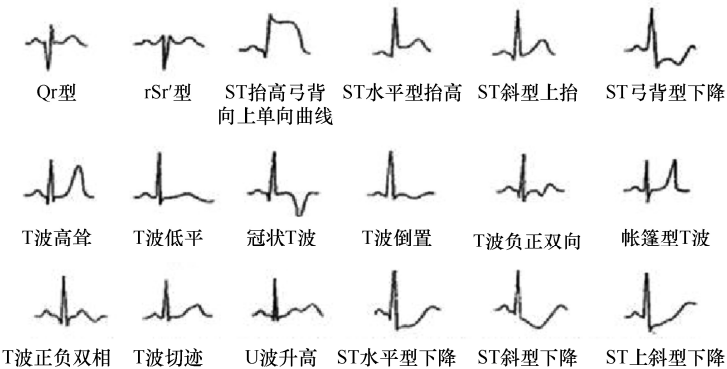 Qr型
rSr′型
ST抬高弓背
向上单向曲线
ST水平型抬高
ST斜型上抬
ST弓背型下降
T波高耸
T波低平
冠状T波
T波倒置
T波负正双向
帐篷型T波
T波正负双相
T波切迹
U波升高
ST水平型下降
ST斜型下降
ST上斜型下降